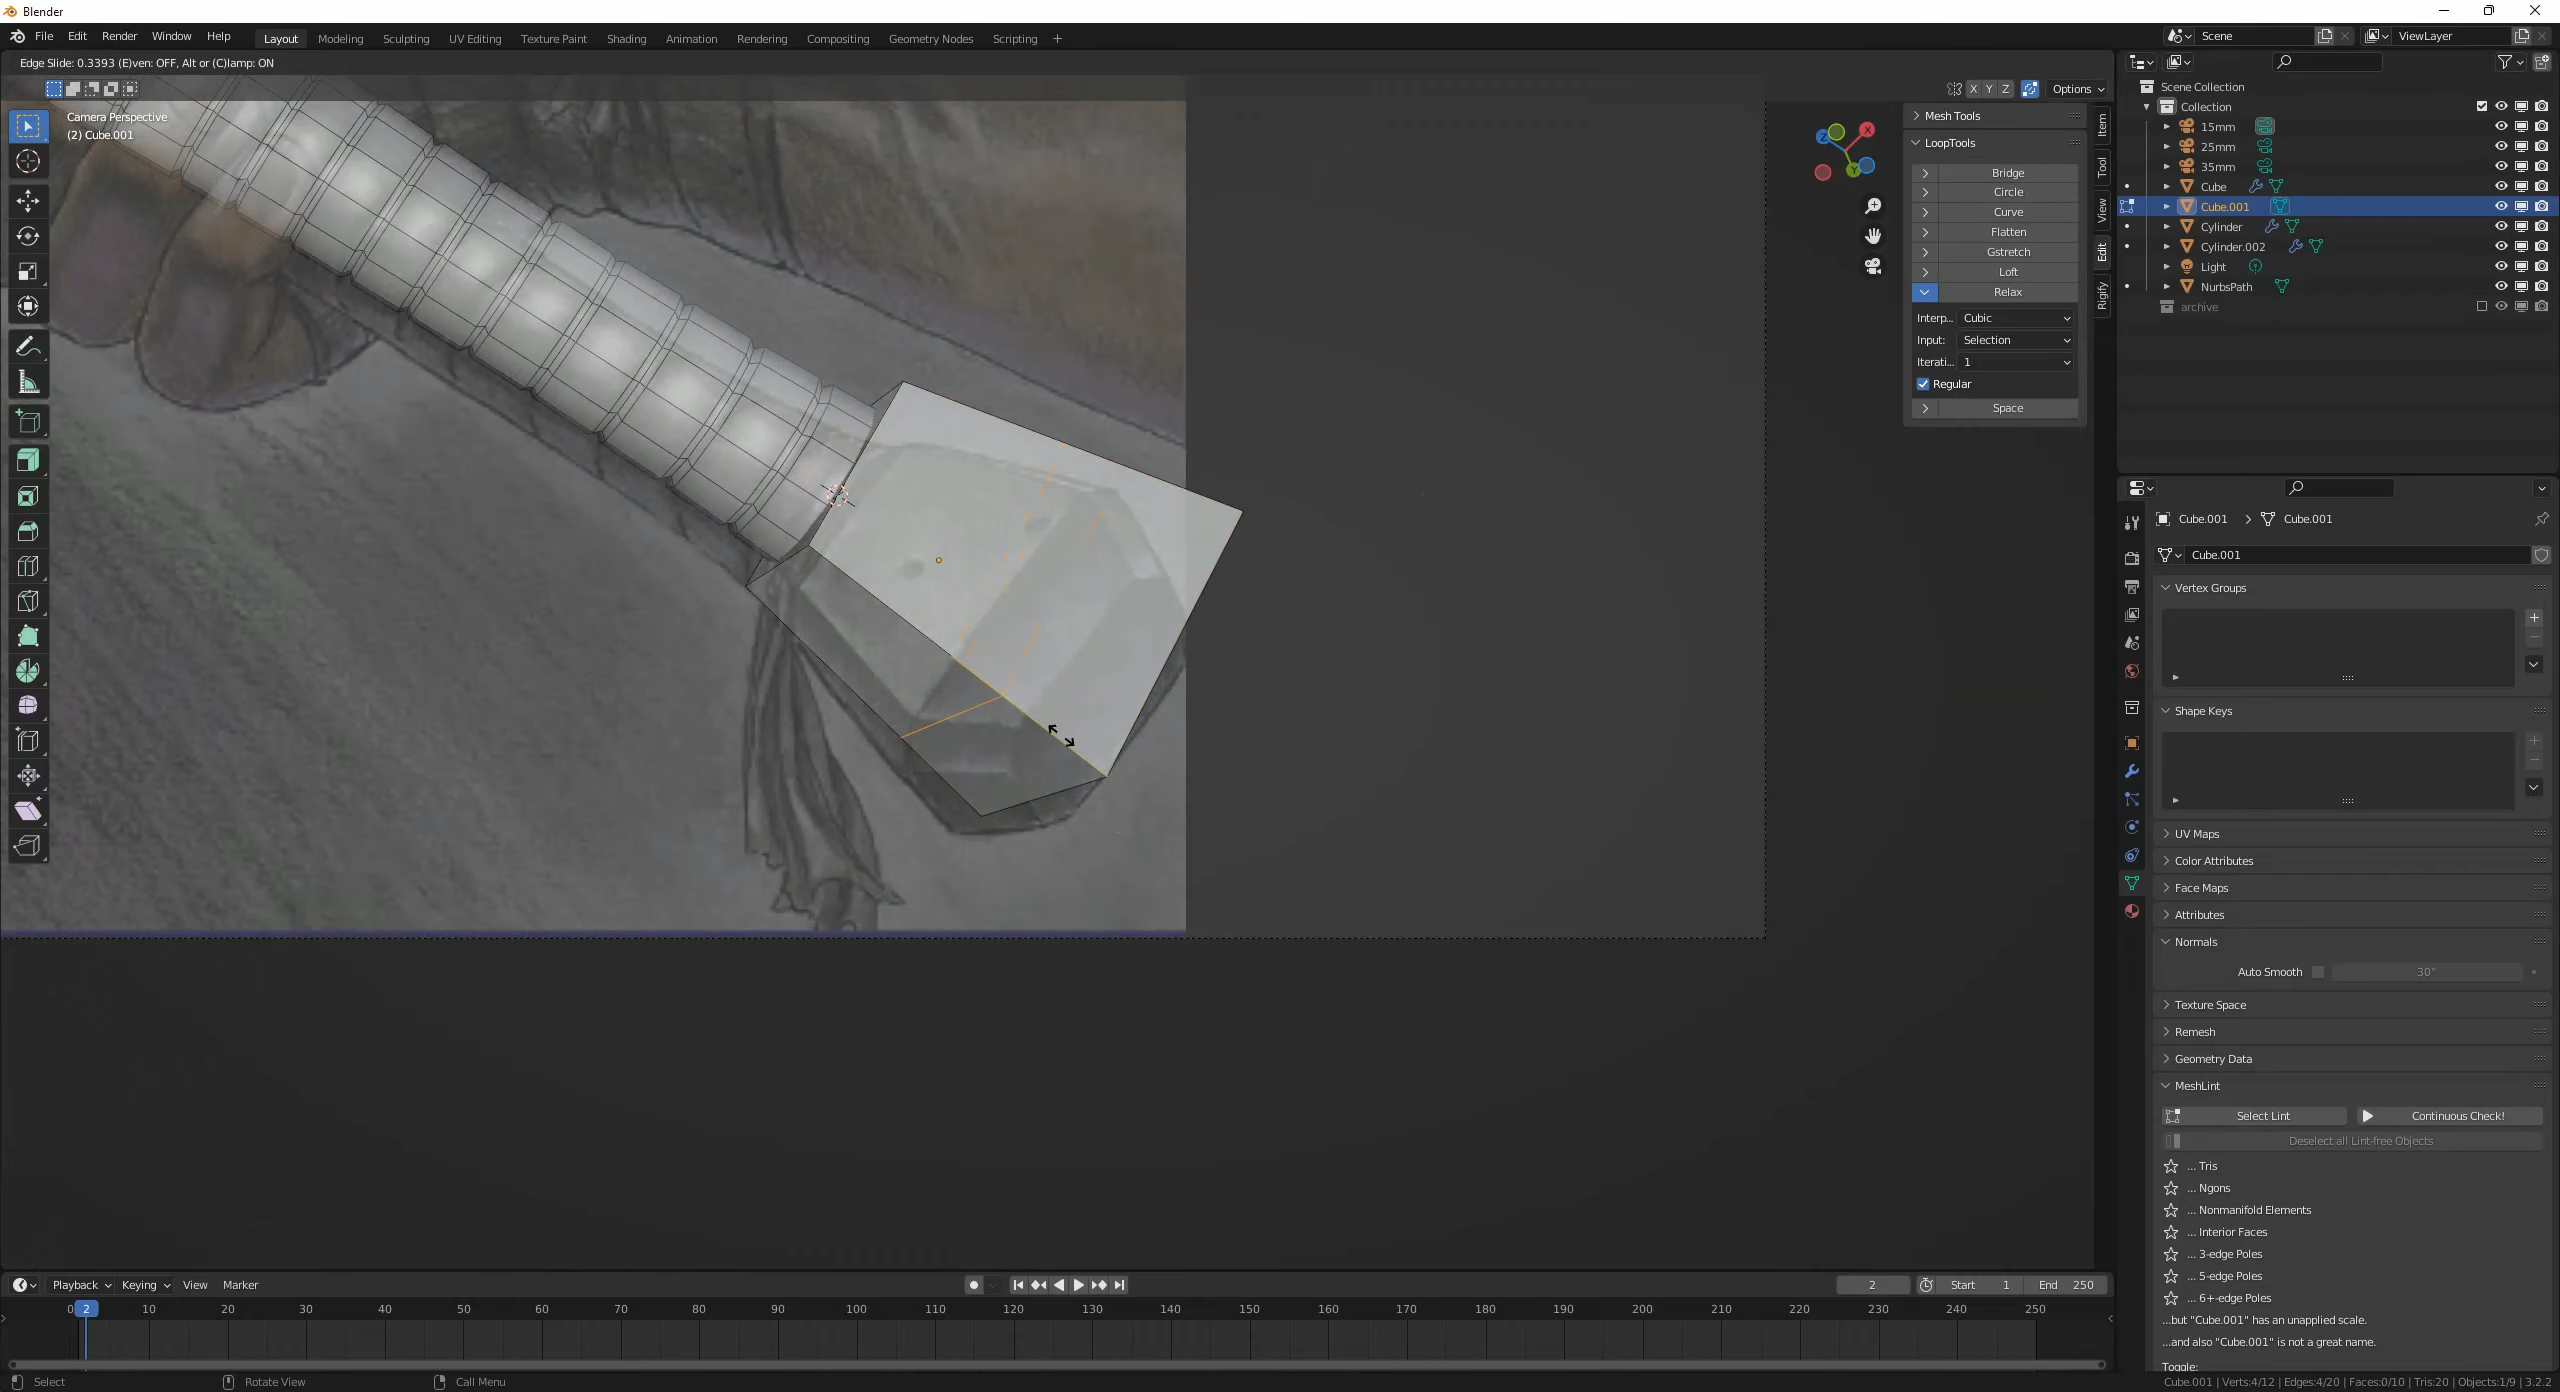 Blender
File Edit Render Window Help Layout Modeling Sculpting UV Editing Texture Paint Shading Animation Rendering Compositing Geometry Nodes Scripting + Scene ViewLayer
Edge Slide: 0.3393 (E)ven: OFF, Alt or (C)lamp: ON
X Y Z Options
Camera Perspective
(2) Cube.001
Mesh Tools
LoopTools
Bridge
Circle
Curve
Flatten
Gstretch
Loft
Relax
Interp... Cubic
Input: Selection
Iterati... 1
Regular
Space
Item
Tool
View
Edit
Rigify
Z X Y
Scene Collection
Collection
15mm
25mm
35mm
Cube
Cube.001
Cylinder
Cylinder.002
Light
NurbsPath
archive
Cube.001 > Cube.001
Cube.001
Vertex Groups
Shape Keys
UV Maps
Color Attributes
Face Maps
Attributes
Normals
Auto Smooth 30°
Texture Space
Remesh
Geometry Data
MeshLint
Select Lint Continuous Check!
Deselect all Lint-free Objects
... Tris
... Ngons
... Nonmanifold Elements
... Interior Faces
... 3-edge Poles
... 5-edge Poles
... 6+-edge Poles
...but "Cube.001" has an unapplied scale.
...and also "Cube.001" is not a great name.
Toggle:
Playback Keying View Marker 2 Start 1 End 250
0 2 10 20 30 40 50 60 70 80 90 100 110 120 130 140 150 160 170 180 190 200 210 220 230 240 250
Select Rotate View Call Menu Cube.001 | Verts:4/12 | Edges:4/20 | Faces:0/10 | Tris:20 | Objects:1/9 | 3.2.2